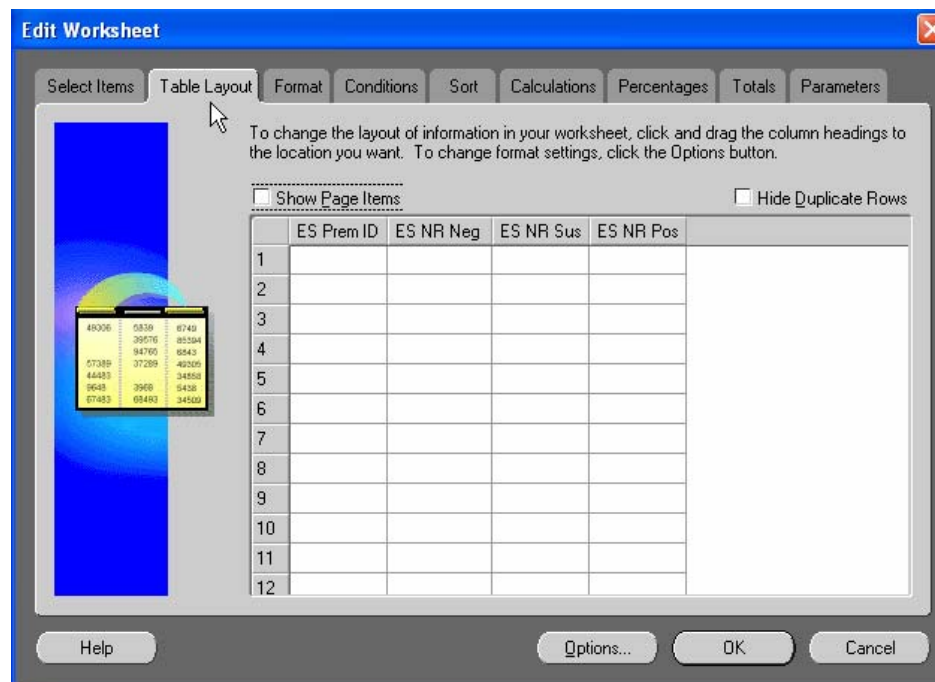 Edit Worksheet
Select Items Table Layout Format Conditions Sort Calculations Percentages Totals Parameters
To change the layout of information in your worksheet, click and drag the column headings to
the location you want. To change format settings, click the Options button.
Show Page Items Hide Duplicate Rows
ES Prem ID ES NR Neg ES NR Sus ES NR Pos
1
2
3
4
5
6
7
8
9
10
11
12
Help Options... OK Cancel